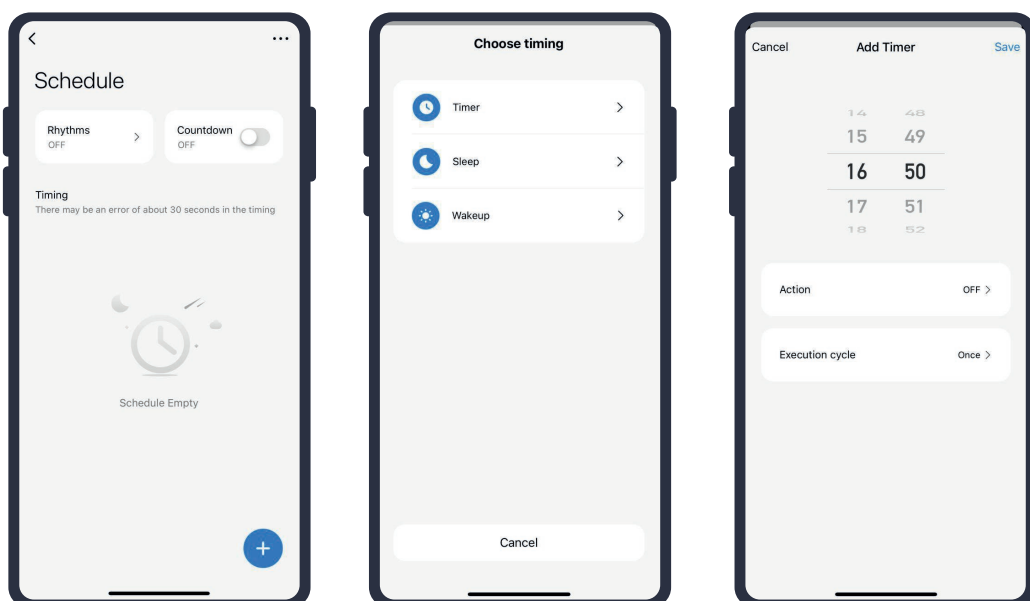 Schedule
Rhythms
OFF
Countdown
OFF
Timing
There may be an error of about 30 seconds in the timing
Schedule Empty
Choose timing
Timer
Sleep
Wakeup
Cancel
Cancel Add Timer Save
14 48
15 49
16 50
17 51
18 52
Action OFF
Execution cycle Once